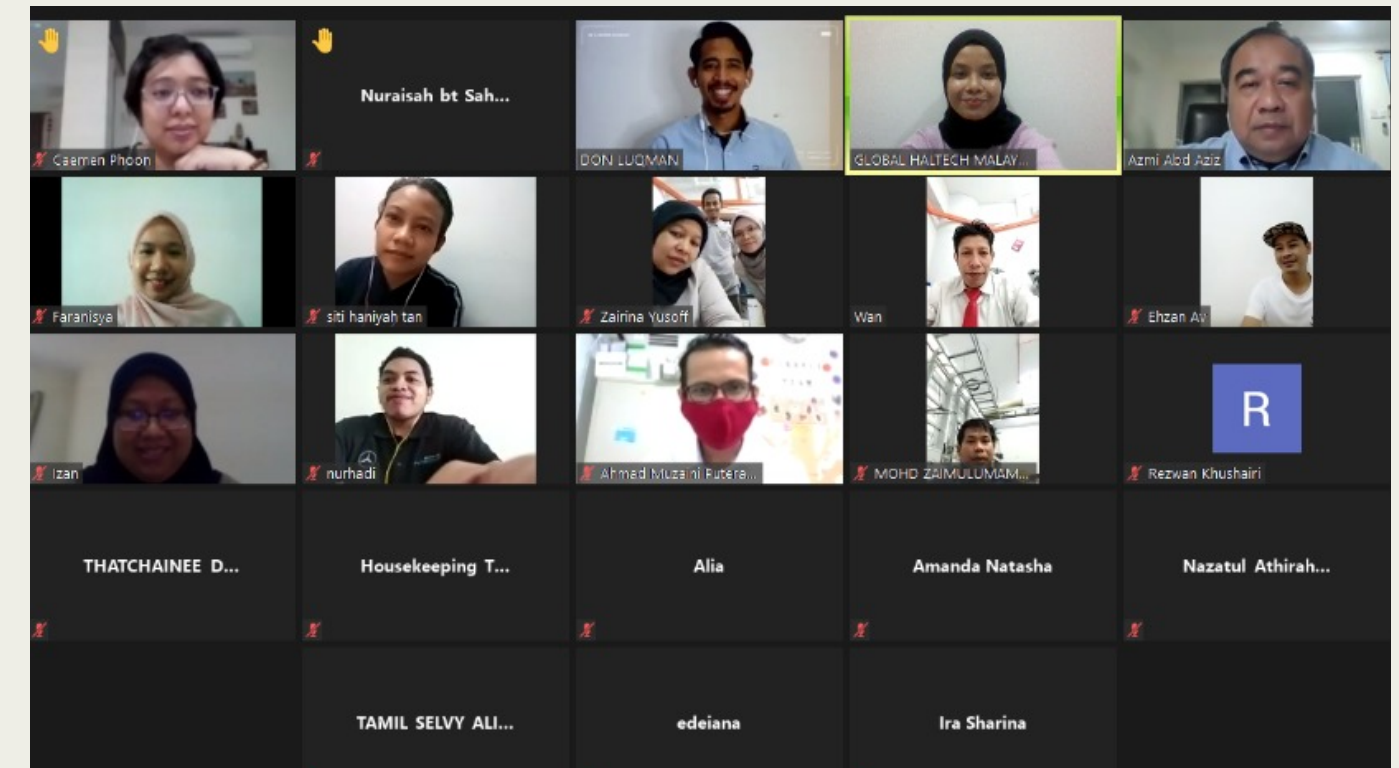 Caemen Phoon
Nuraisah bt Sah...
DON LUQMAN
GLOBAL HALTECH MALAY...
Azmi Abd Aziz
Faranisya
siti haniyah tan
Zairina Yusoff
Wan
Ehzan Av
Izan
nurhadi
Ahmad Muzaini Putera...
MOHD ZAIMULUMAM...
R
Rezwan Khushairi
THATCHAINEE D...
Housekeeping T...
Alia
Amanda Natasha
Nazatul Athirah...
TAMIL SELVY ALI...
edeiana
Ira Sharina